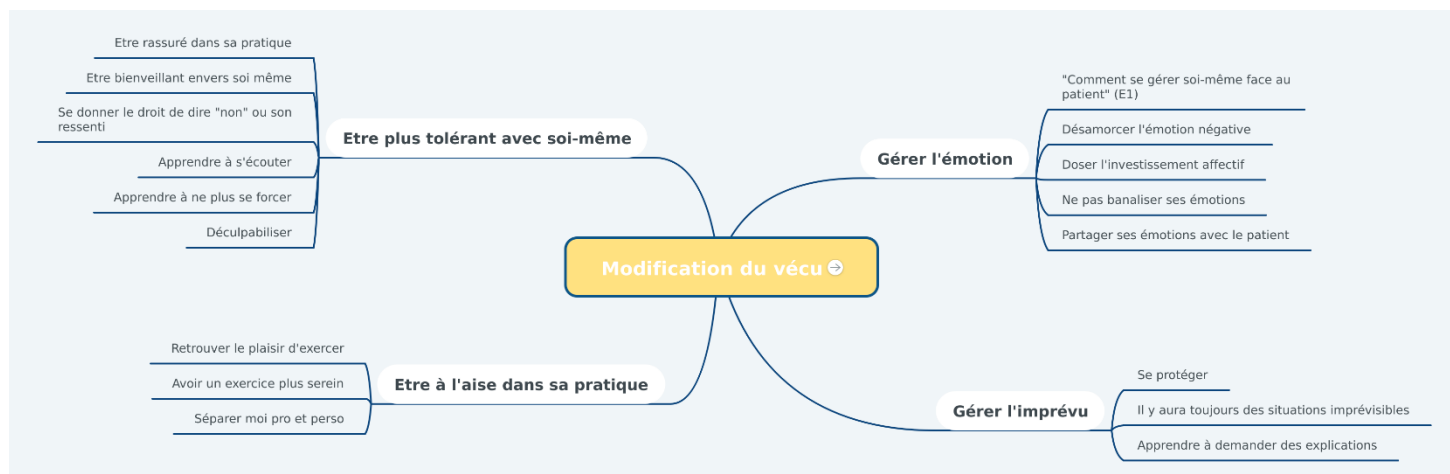 Etre rassuré dans sa pratique
Etre bienveillant envers soi même
Se donner le droit de dire "non" ou son
ressenti
Apprendre à s'écouter
Apprendre à ne plus se forcer
Déculpabiliser
Etre plus tolérant avec soi-même
Gérer l'émotion
"Comment se gérer soi-même face au
patient" (E1)
Désamorcer l'émotion négative
Doser l'investissement affectif
Ne pas banaliser ses émotions
Partager ses émotions avec le patient
Modification du vécu
Retrouver le plaisir d'exercer
Avoir un exercice plus serein
Séparer moi pro et perso
Etre à l'aise dans sa pratique
Gérer l'imprévu
Se protéger
Il y aura toujours des situations imprévisibles
Apprendre à demander des explications